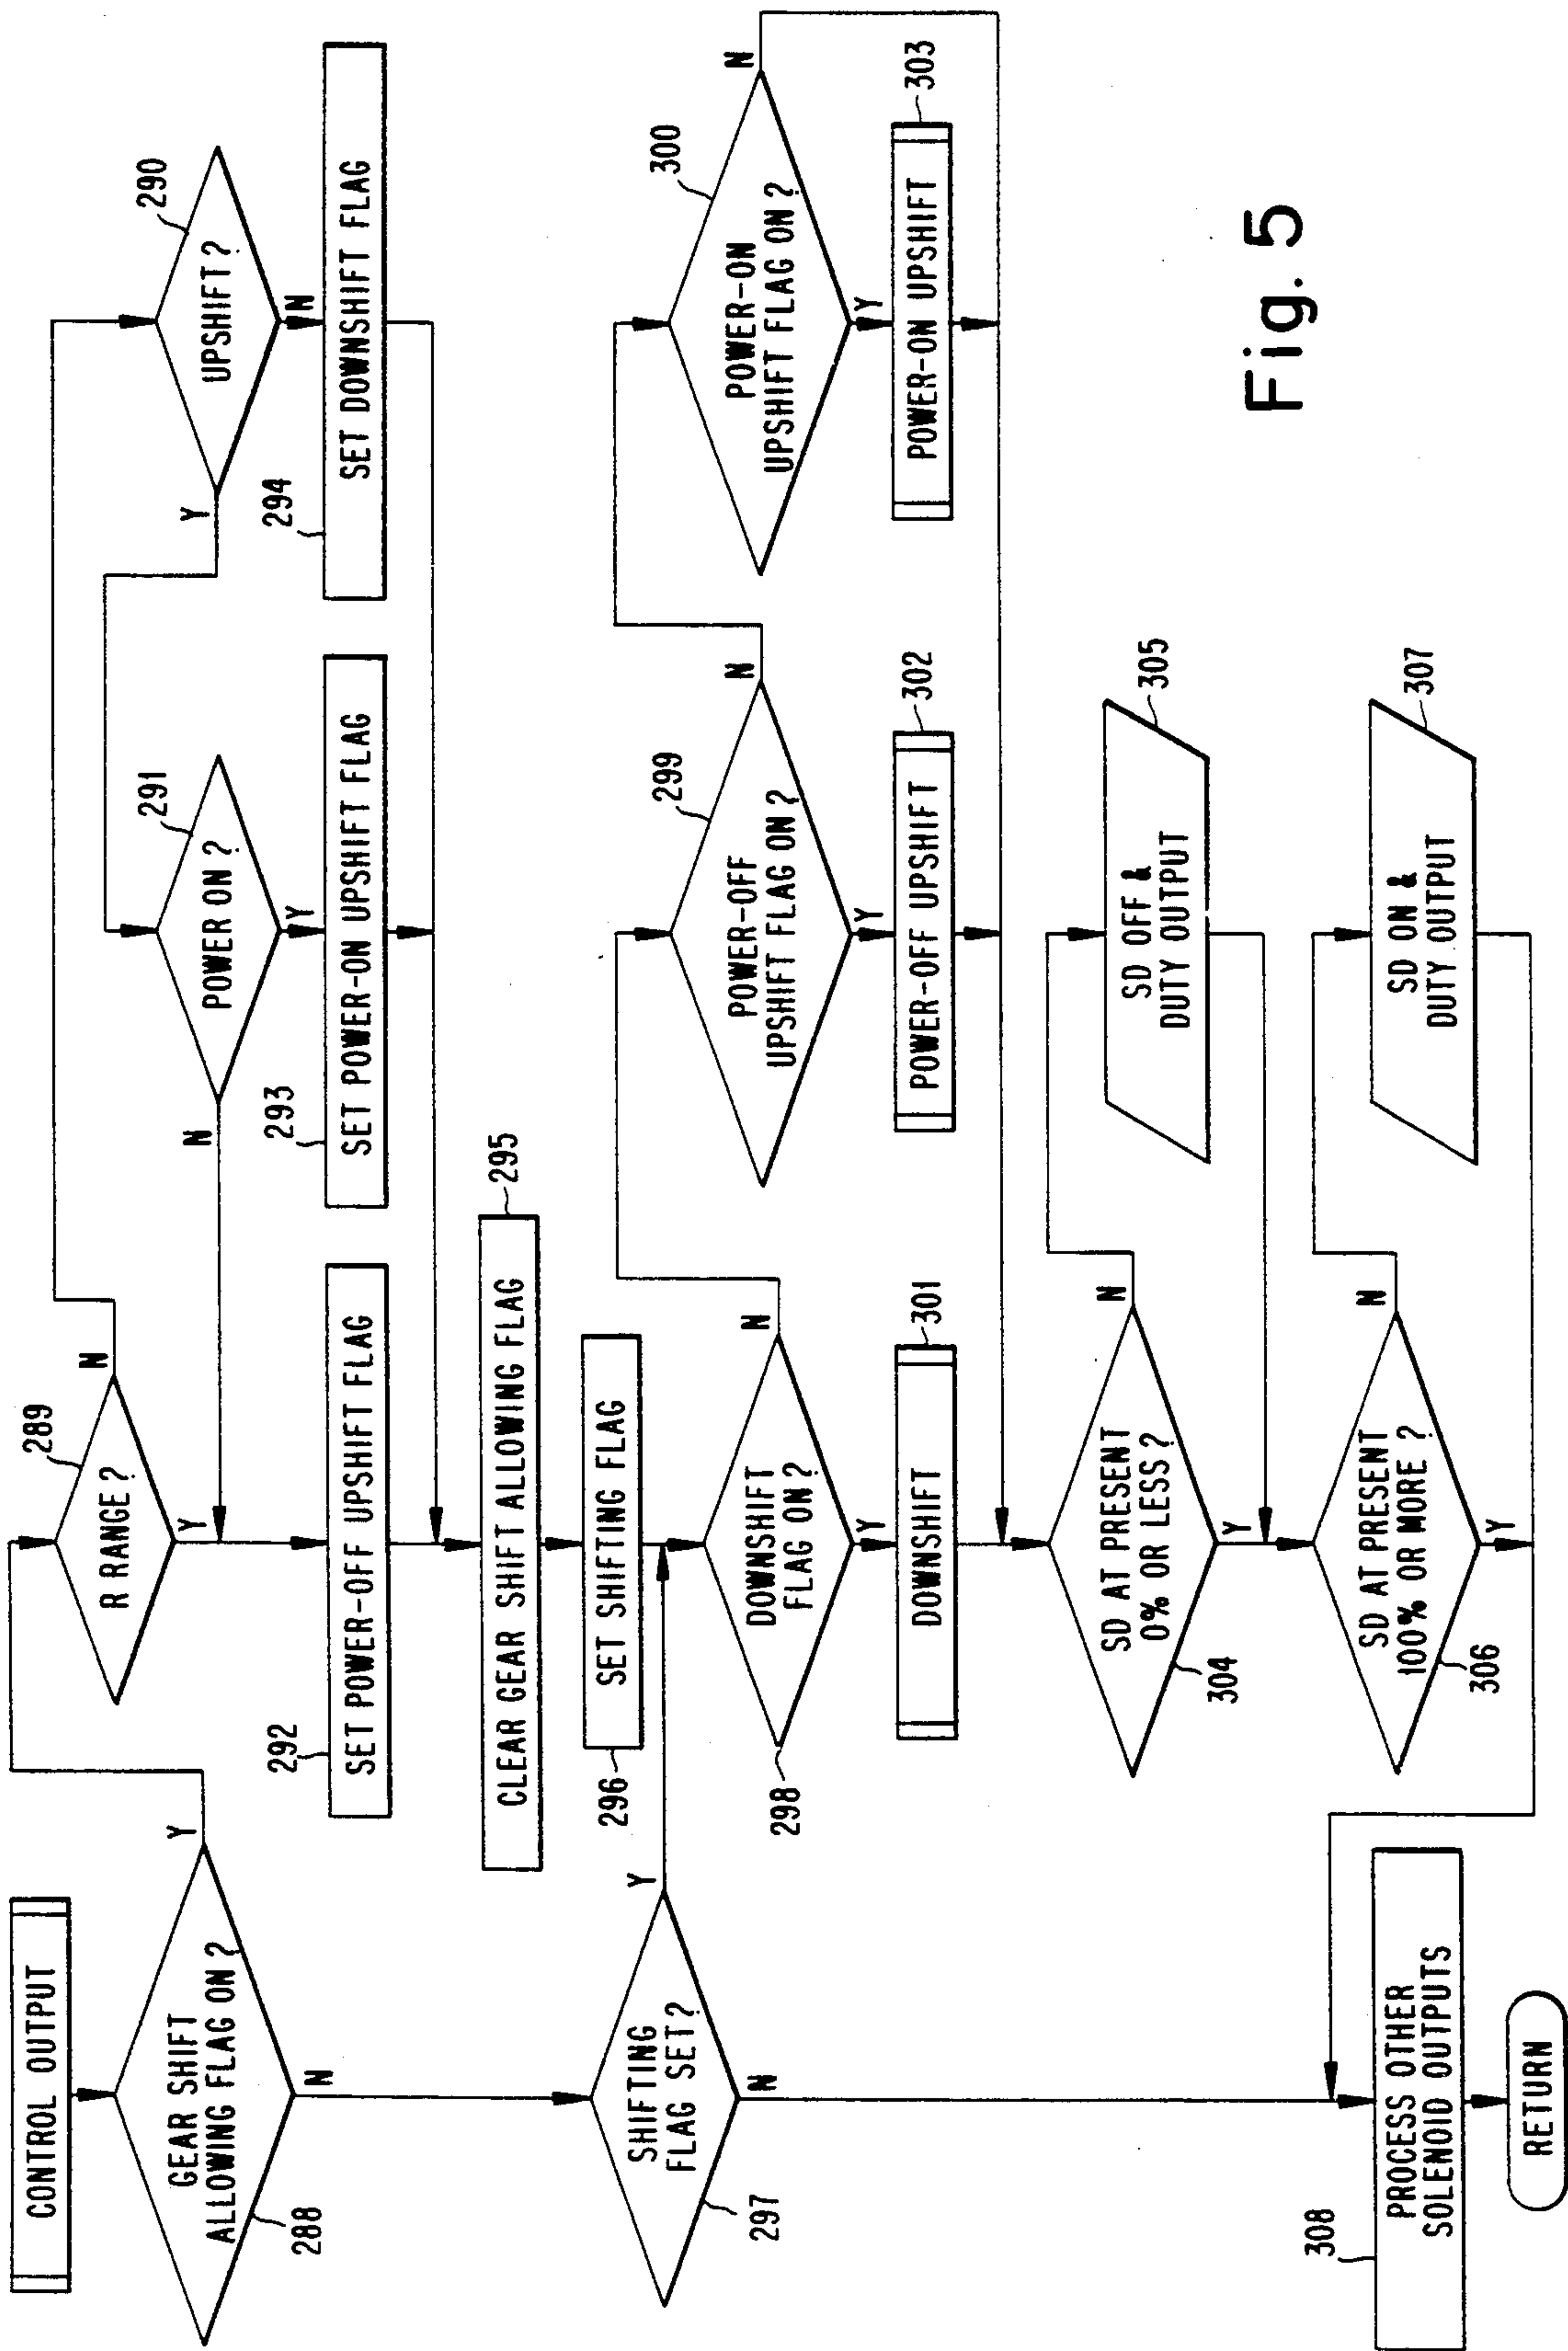 CONTROL OUTPUT
GEAR SHIFT
ALLOWING FLAG ON ?
288
Y
N
R RANGE ?
289
N
Y
UPSHIFT ?
290
Y
N
POWER ON ?
291
N
Y
292
SET POWER-OFF UPSHIFT FLAG
293
SET POWER-ON UPSHIFT FLAG
294
SET DOWNSHIFT FLAG
CLEAR GEAR SHIFT ALLOWING FLAG
295
SET SHIFTING FLAG
296
SHIFTING
FLAG SET?
297
Y
N
DOWNSHIFT
FLAG ON ?
298
N
Y
POWER-OFF
UPSHIFT FLAG ON ?
299
N
Y
POWER-ON
UPSHIFT FLAG ON ?
300
N
Y
DOWNSHIFT
301
POWER-OFF UPSHIFT
302
POWER-ON UPSHIFT
303
SD AT PRESENT
0% OR LESS ?
304
N
Y
SD OFF &
DUTY OUTPUT
305
SD AT PRESENT
100% OR MORE ?
306
N
Y
SD ON &
DUTY OUTPUT
307
308
PROCESS OTHER
SOLENOID OUTPUTS
RETURN
Fig. 5